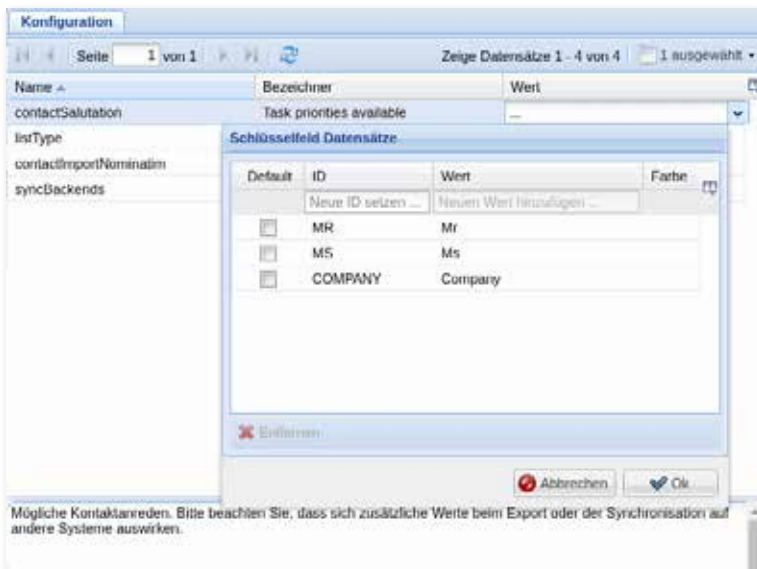 Konfiguration
Seite 1 von 1 Zeige Datensätze 1 - 4 von 4 1 ausgewählt
Name Bezeichner Wert
contactSalutation Task priorities available ...
listType
contactImportNominatim
syncBackends
Schlüsselfeld Datensätze
Default ID Wert Farbe
Neue ID setzen ... Neuen Wert hinzufügen ...
MR Mr
MS Ms
COMPANY Company
Entfernen
Abbrechen Ok
Mögliche Kontaktanreden. Bitte beachten Sie, dass sich zusätzliche Werte beim Export oder der Synchronisation auf
andere Systeme auswirken.